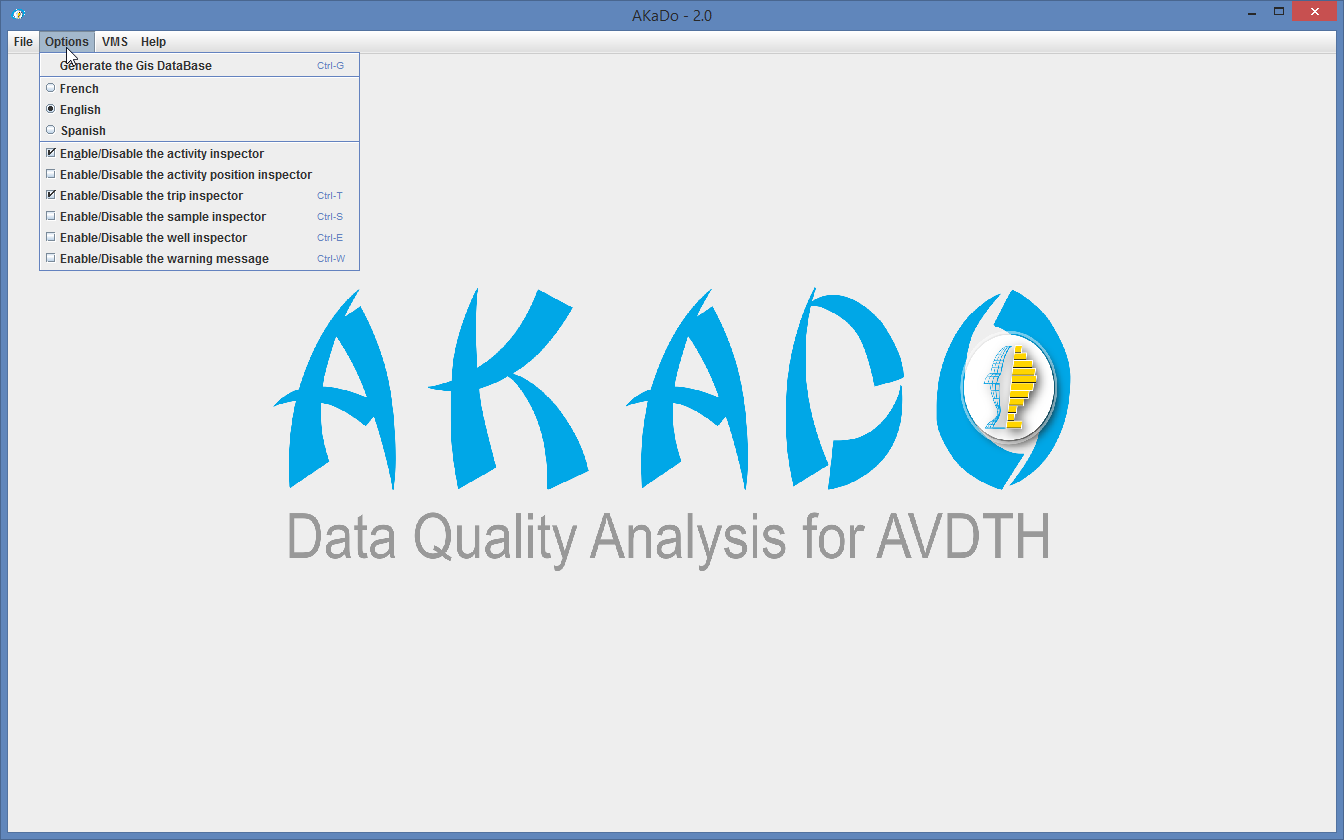 AKaDo - 2.0
File Options VMS Help
Generate the Gis DataBase Ctrl-G
French
English
Spanish
Enable/Disable the activity inspector
Enable/Disable the activity position inspector
Enable/Disable the trip inspector Ctrl-T
Enable/Disable the sample inspector Ctrl-S
Enable/Disable the well inspector Ctrl-E
Enable/Disable the warning message Ctrl-W
AKADO
Data Quality Analysis for AVDTH